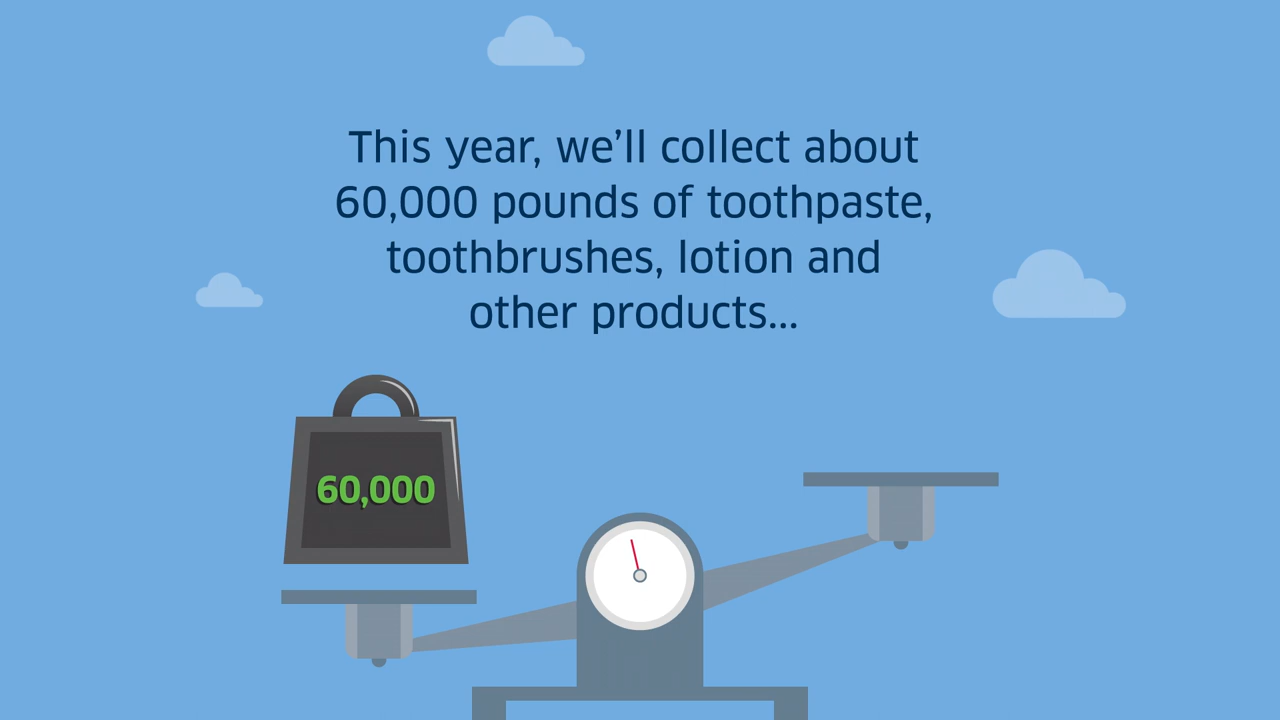 This year, we’ll collect about
60,000 pounds of toothpaste,
toothbrushes, lotion and
other products...
60,000